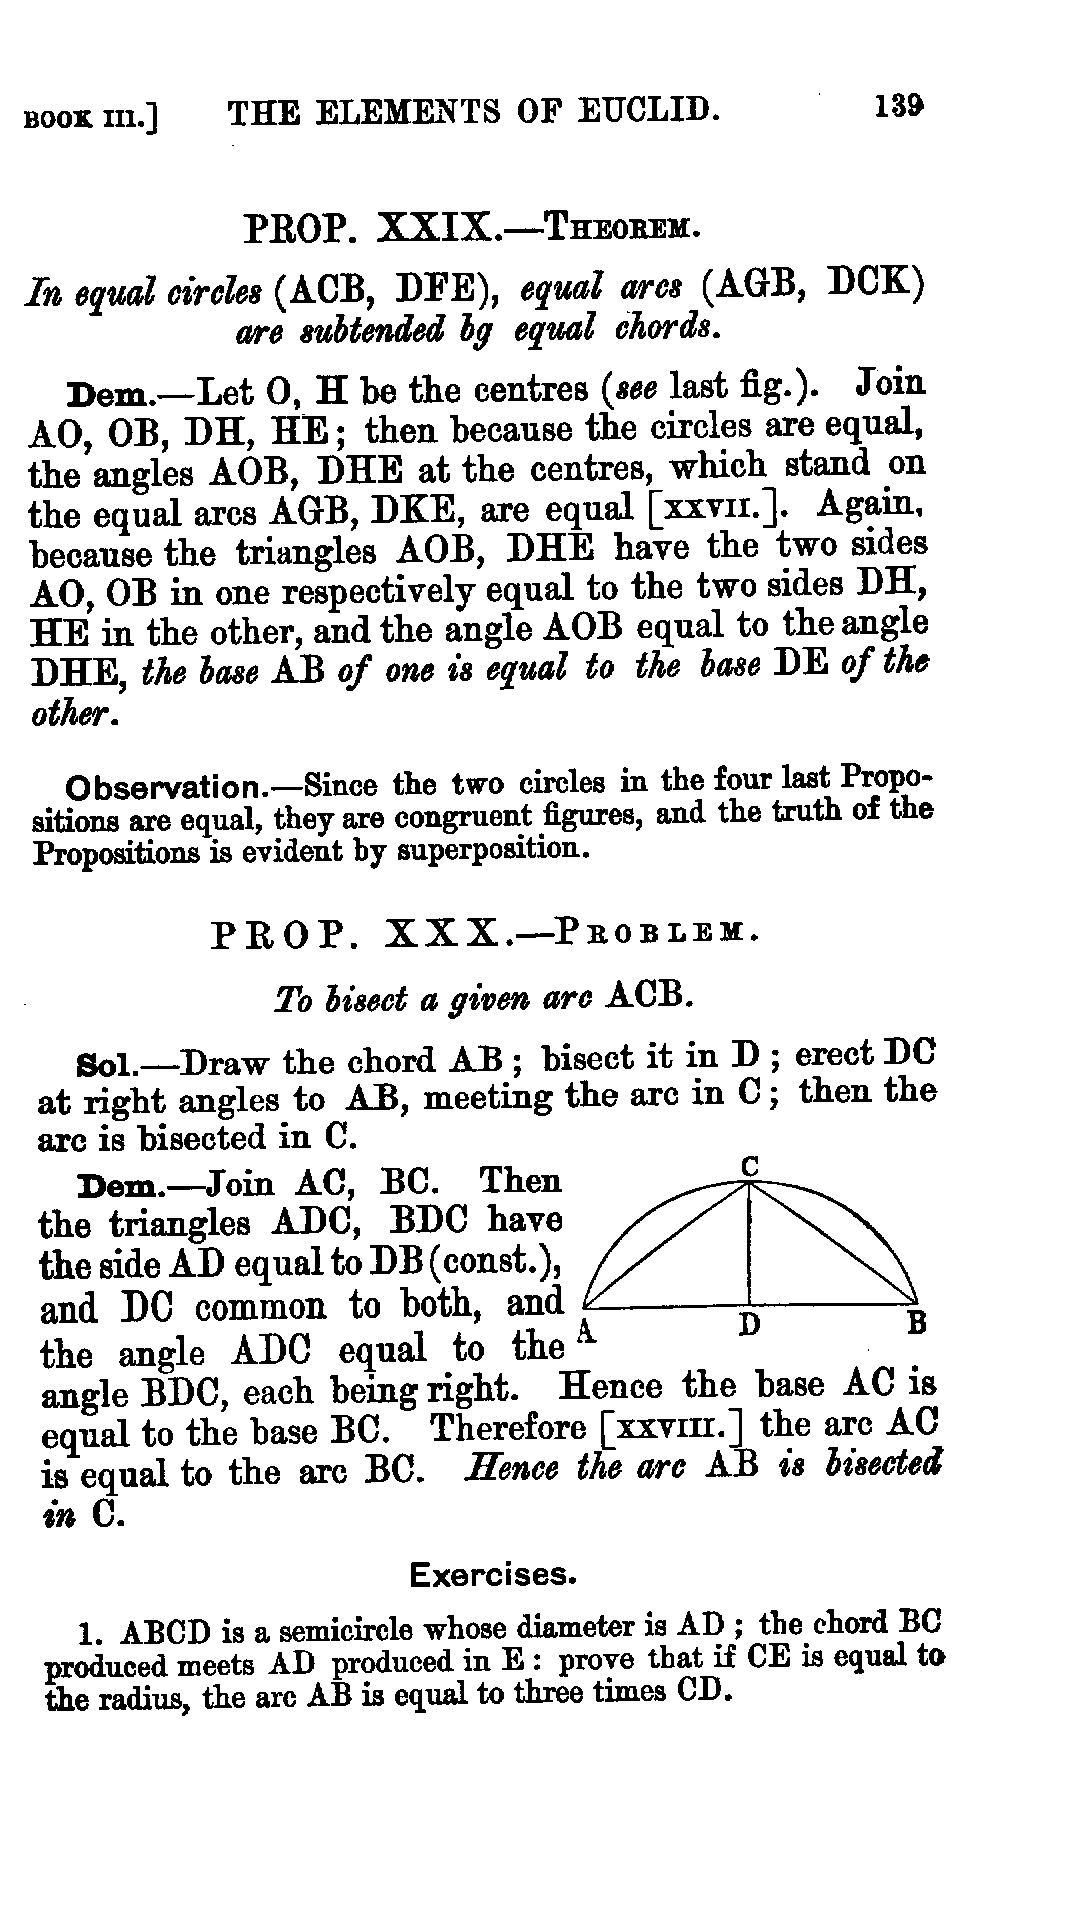 BOOK III.] THE ELEMENTS OF EUCLID. 139
PROP. XXIX.—THEOREM.
In equal circles (ACB, DFE), equal arcs (AGB, DCK)
are subtended bg equal chords.
Dem.—Let O, H be the centres (see last fig.). Join
AO, OB, DH, HE; then because the circles are equal,
the angles AOB, DHE at the centres, which stand on
the equal arcs AGB, DKE, are equal [XXVII.]. Again,
because the triangles AOB, DHE have the two sides
AO, OB in one respectively equal to the two sides DH,
HE in the other, and the angle AOB equal to the angle
DHE, the base AB of one is equal to the base DE of the
other.
Observation.—Since the two circles in the four last Propo-
sitions are equal, they are congruent figures, and the truth of the
Propositions is evident by superposition.
PROP. XXX.—PROBLEM.
To bisect a given arc ACB.
Sol.—Draw the chord AB; bisect it in D; erect DC
at right angles to AB, meeting the arc in C; then the
arc is bisected in C.
Dem.—Join AC, BC. Then
the triangles ADC, BDC have
the side AD equal to DB (const.),
and DC common to both, and
the angle ADC equal to the
angle BDC, each being right. Hence the base AC is
equal to the base BC. Therefore [XXVIII.] the arc AC
is equal to the arc BC. Hence the arc AB is bisected
in C.
C
A D B
Exercises.
1. ABCD is a semicircle whose diameter is AD; the chord BC
produced meets AD produced in E: prove that if CE is equal to
the radius, the arc AB is equal to three times CD.